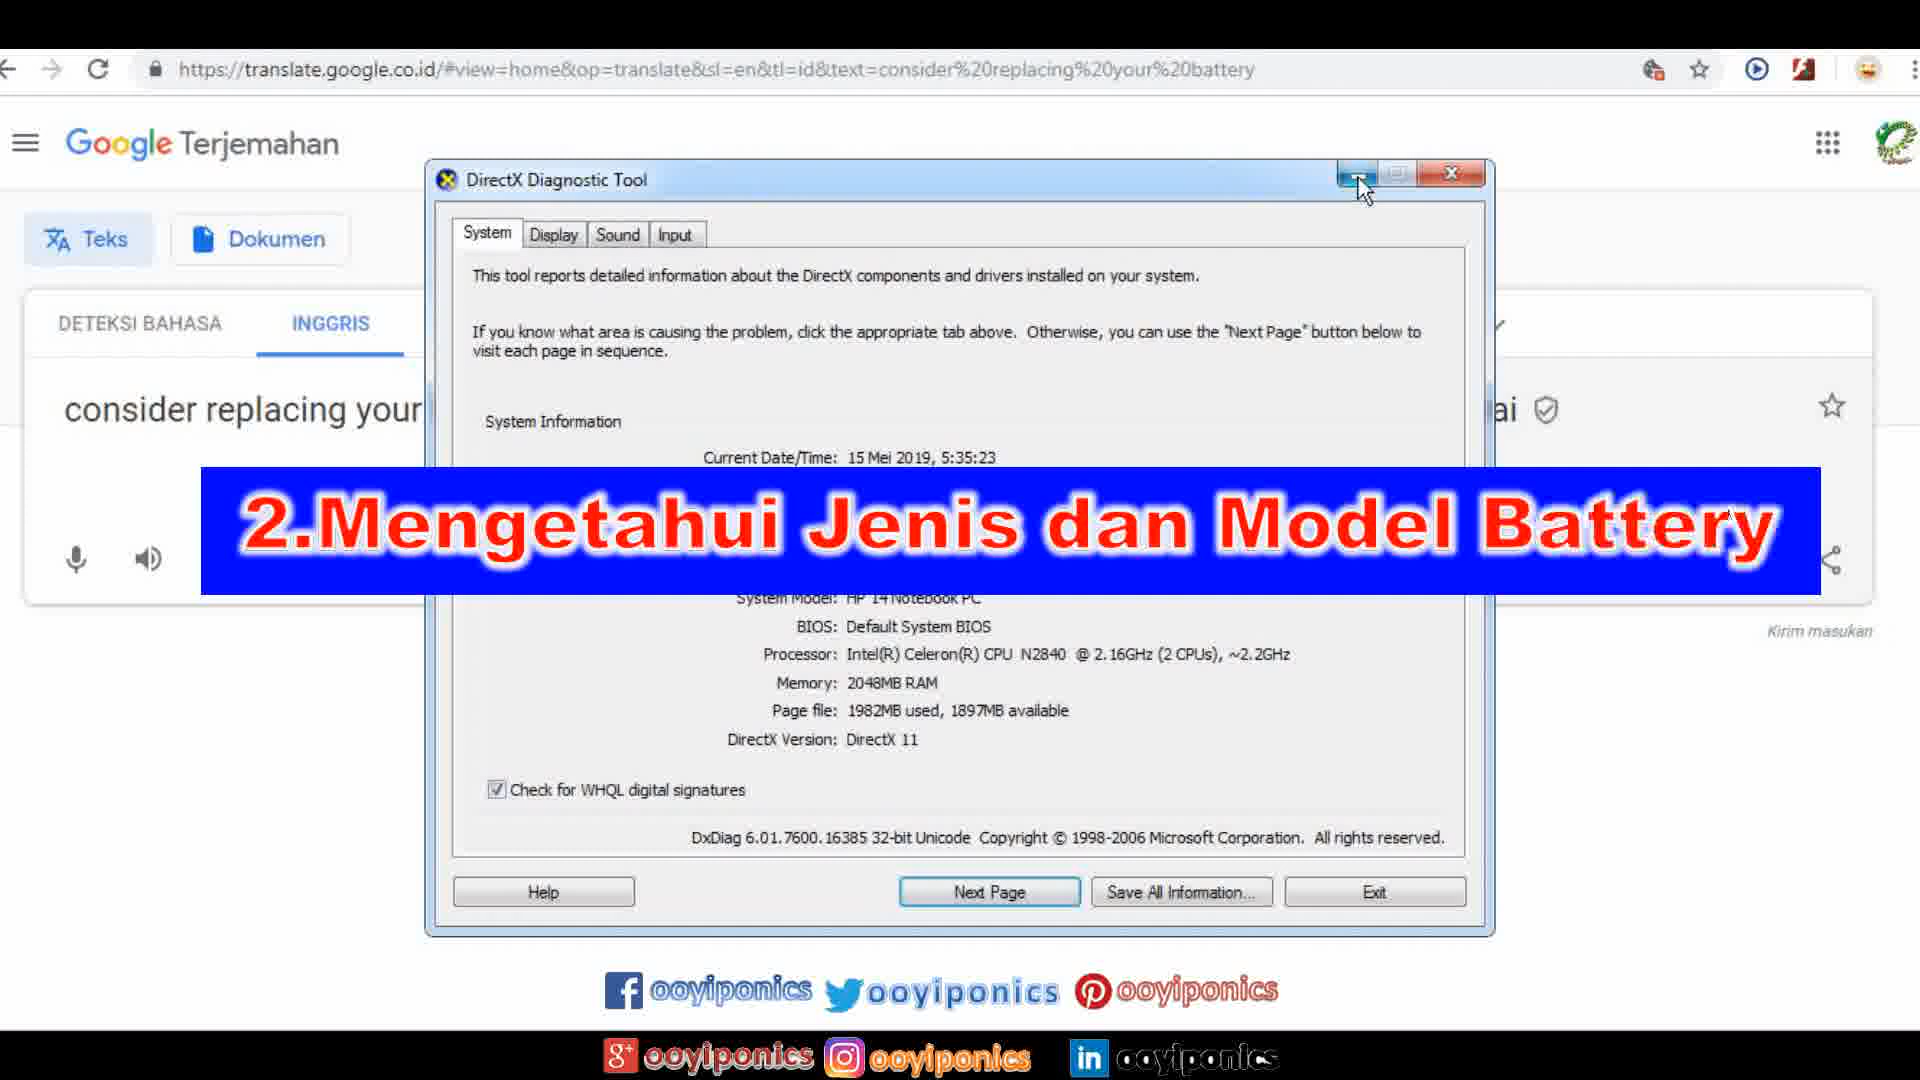 https://translate.google.co.id/#view=home&op=translate&sl=en&tl=id&text=consider%20replacing%20your%20battery
Google Terjemahan
DirectX Diagnostic Tool
Teks
Dokumen
System
Display
Sound
Input
This tool reports detailed information about the DirectX components and drivers installed on your system.
DETEKSI BAHASA
INGGRIS
If you know what area is causing the problem, click the appropriate tab above. Otherwise, you can use the "Next Page" button below to
visit each page in sequence.
consider replacing your
ai
System Information
Current Date/Time: 15 Mei 2019, 5:35:23
2.Mengetahui Jenis dan Model Battery
System Model: HP 14 Notebook PC
BIOS: Default System BIOS
Kirim masukan
Processor: Intel(R) Celeron(R) CPU N2840 @ 2.16GHz (2 CPUs), ~2.2GHz
Memory: 2048MB RAM
Page file: 1982MB used, 1897MB available
DirectX Version: DirectX 11
Check for WHQL digital signatures
DxDiag 6.01.7600.16385 32-bit Unicode Copyright © 1998-2006 Microsoft Corporation. All rights reserved.
Help
Next Page
Save All Information...
Exit
ooyiponics
ooyiponics
ooyiponics
ooyiponics
ooyiponics
ooyiponics